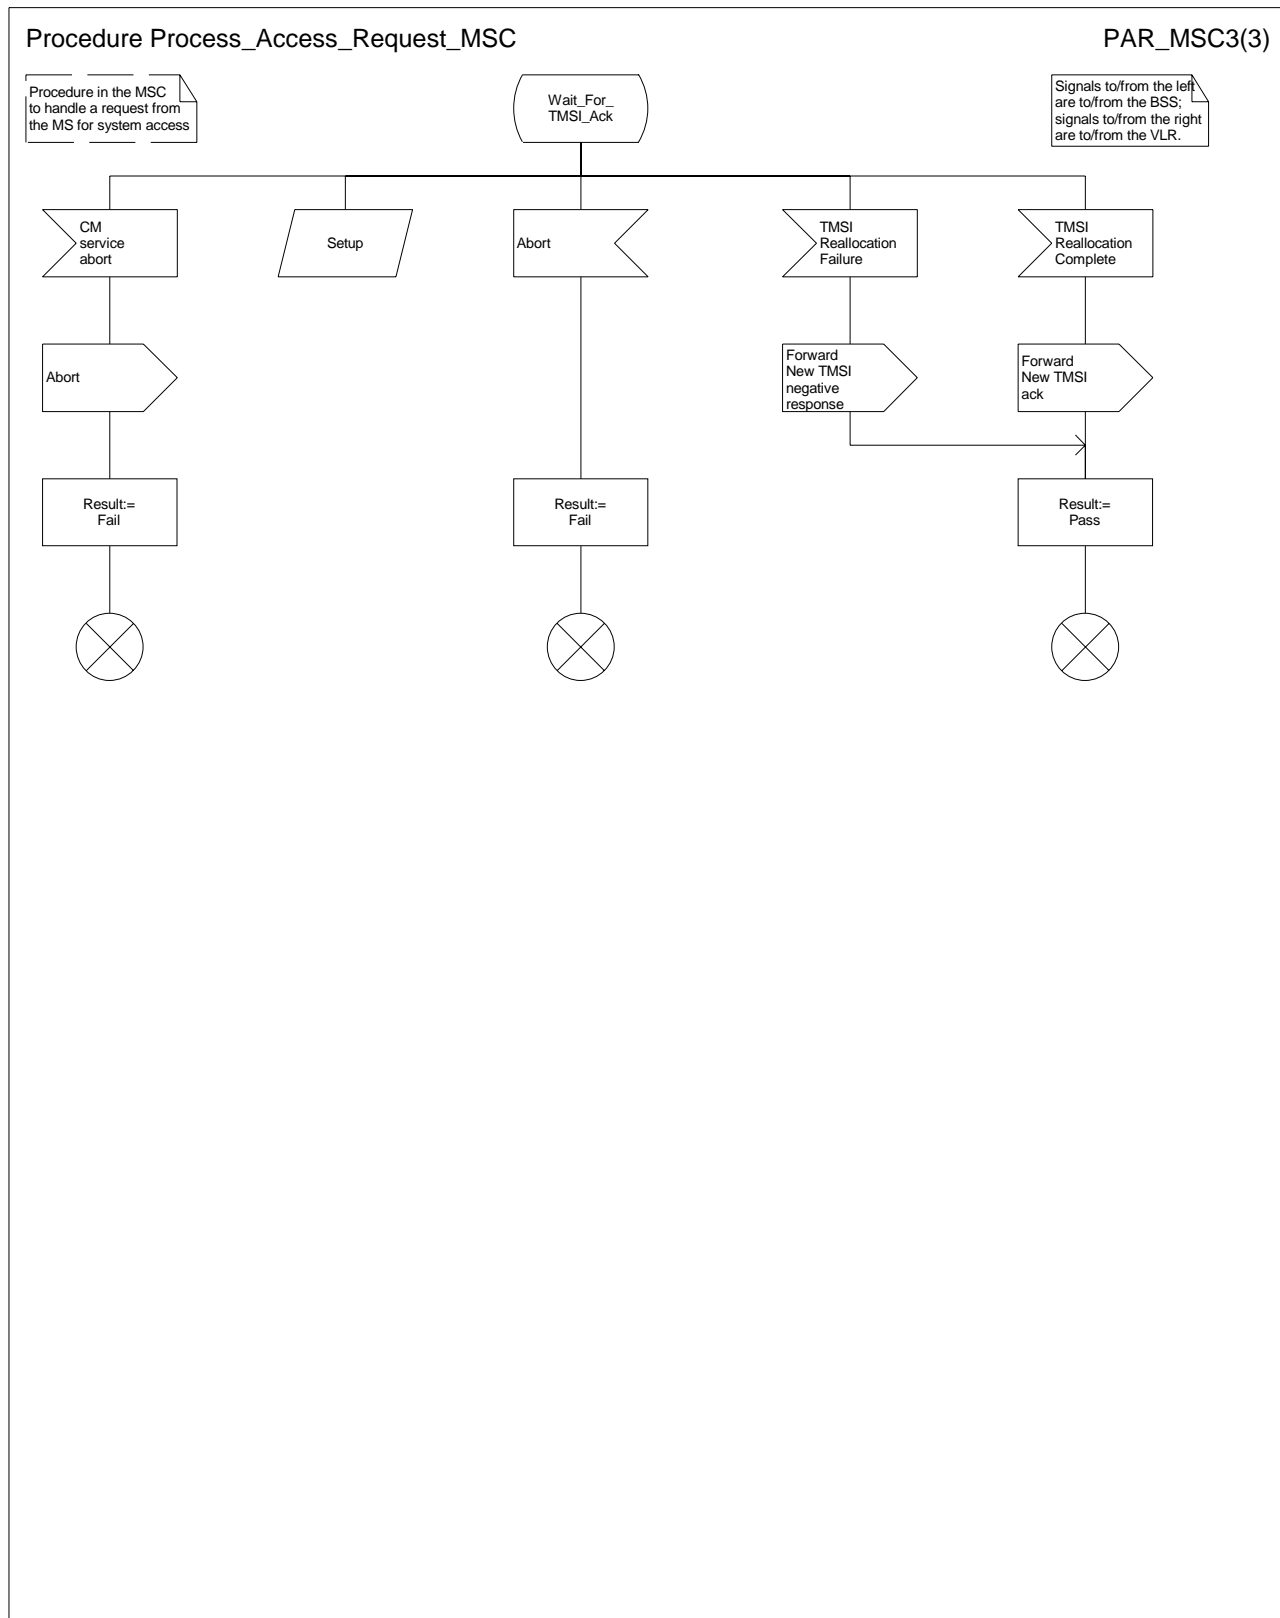 Procedure Process_Access_Request_MSC
PAR_MSC3(3)
Procedure in the MSC
to handle a request from
the MS for system access
Wait_For_
TMSI_Ack
Signals to/from the left
are to/from the BSS;
signals to/from the right
are to/from the VLR.
CM
service
abort
Setup
Abort
TMSI
Reallocation
Failure
TMSI
Reallocation
Complete
Abort
Forward
New TMSI
negative
response
Forward
New TMSI
ack
Result:=
Fail
Result:=
Fail
Result:=
Pass